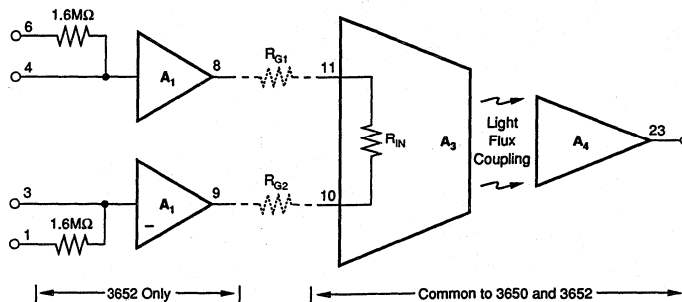 1.6MΩ
6
4
A1
8
RG1
11
RIN
A3
Light
Flux
Coupling
A4
23
3
1.6MΩ
1
A1
–
9
RG2
10
3652 Only
Common to 3650 and 3652